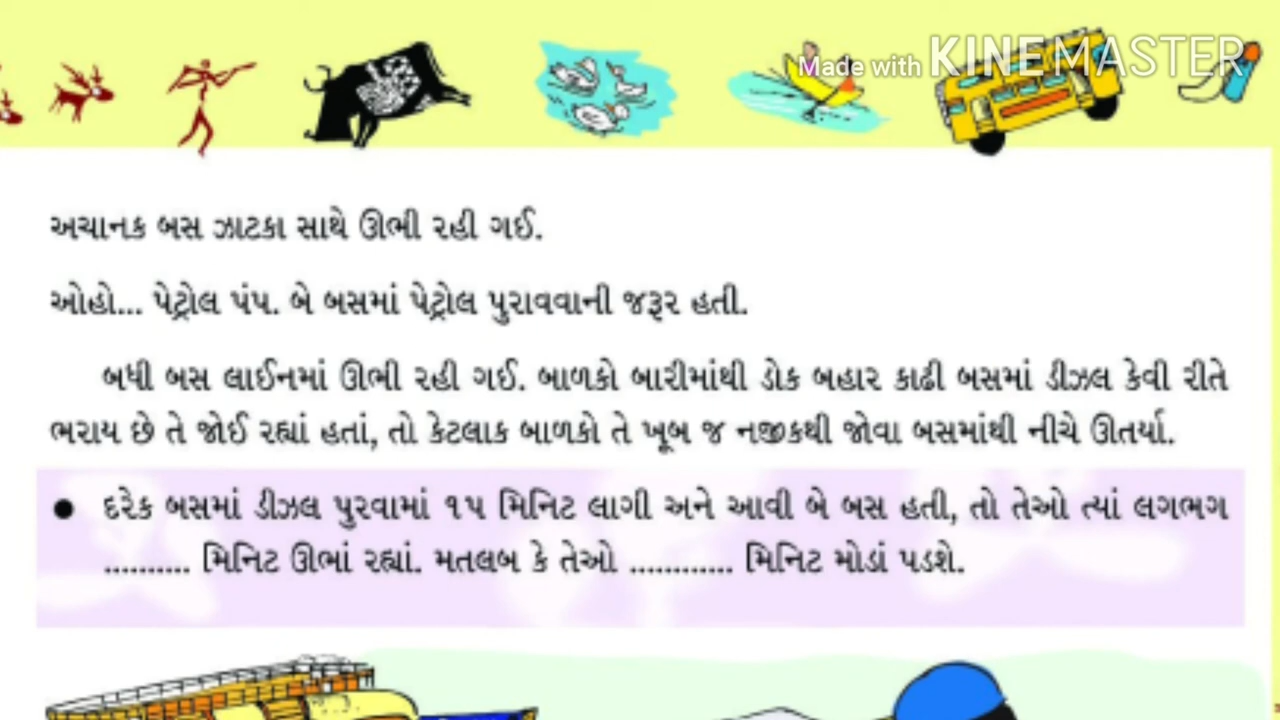 Made with KINEMASTER
અચાનક બસ ઝાટકા સાથે ઊભી રહી ગઈ.
ઓહો... પેટ્રોલ પંપ. બે બસમાં પેટ્રોલ પુરાવવાની જરૂર હતી.
બધી બસ લાઈનમાં ઊભી રહી ગઈ. બાળકો બારીમાંથી ડોક બહાર કાઢી બસમાં ડીઝલ કેવી રીતે
ભરાય છે તે જોઈ રહ્યાં હતાં, તો કેટલાક બાળકો તે ખૂબ જ નજીકથી જોવા બસમાંથી નીચે ઊતર્યા.
● દરેક બસમાં ડીઝલ પુરવામાં ૧૫ મિનિટ લાગી અને આવી બે બસ હતી, તો તેઓ ત્યાં લગભગ
.......... મિનિટ ઊભાં રહ્યાં. મતલબ કે તેઓ ............ મિનિટ મોડાં પડશે.